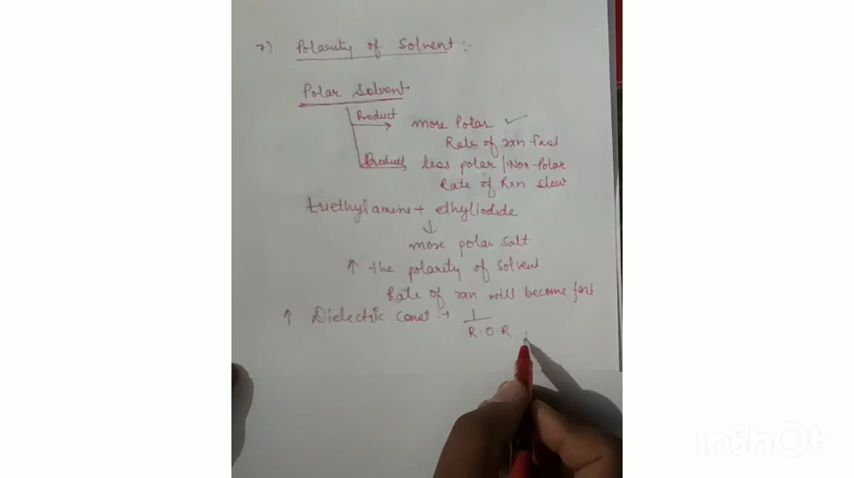 7) Polarity of Solvent :-
Polar Solvent
Product
more Polar ✓
Rate of rxn fast
Product
less polar / Non-Polar
Rate of Rxn slow
triethylamine + ethyliodide
↓
more polar salt
↑ the polarity of solvent
Rate of rxn will become fast
↑ Dielectric const :→ 1
R.O.R
InShOt